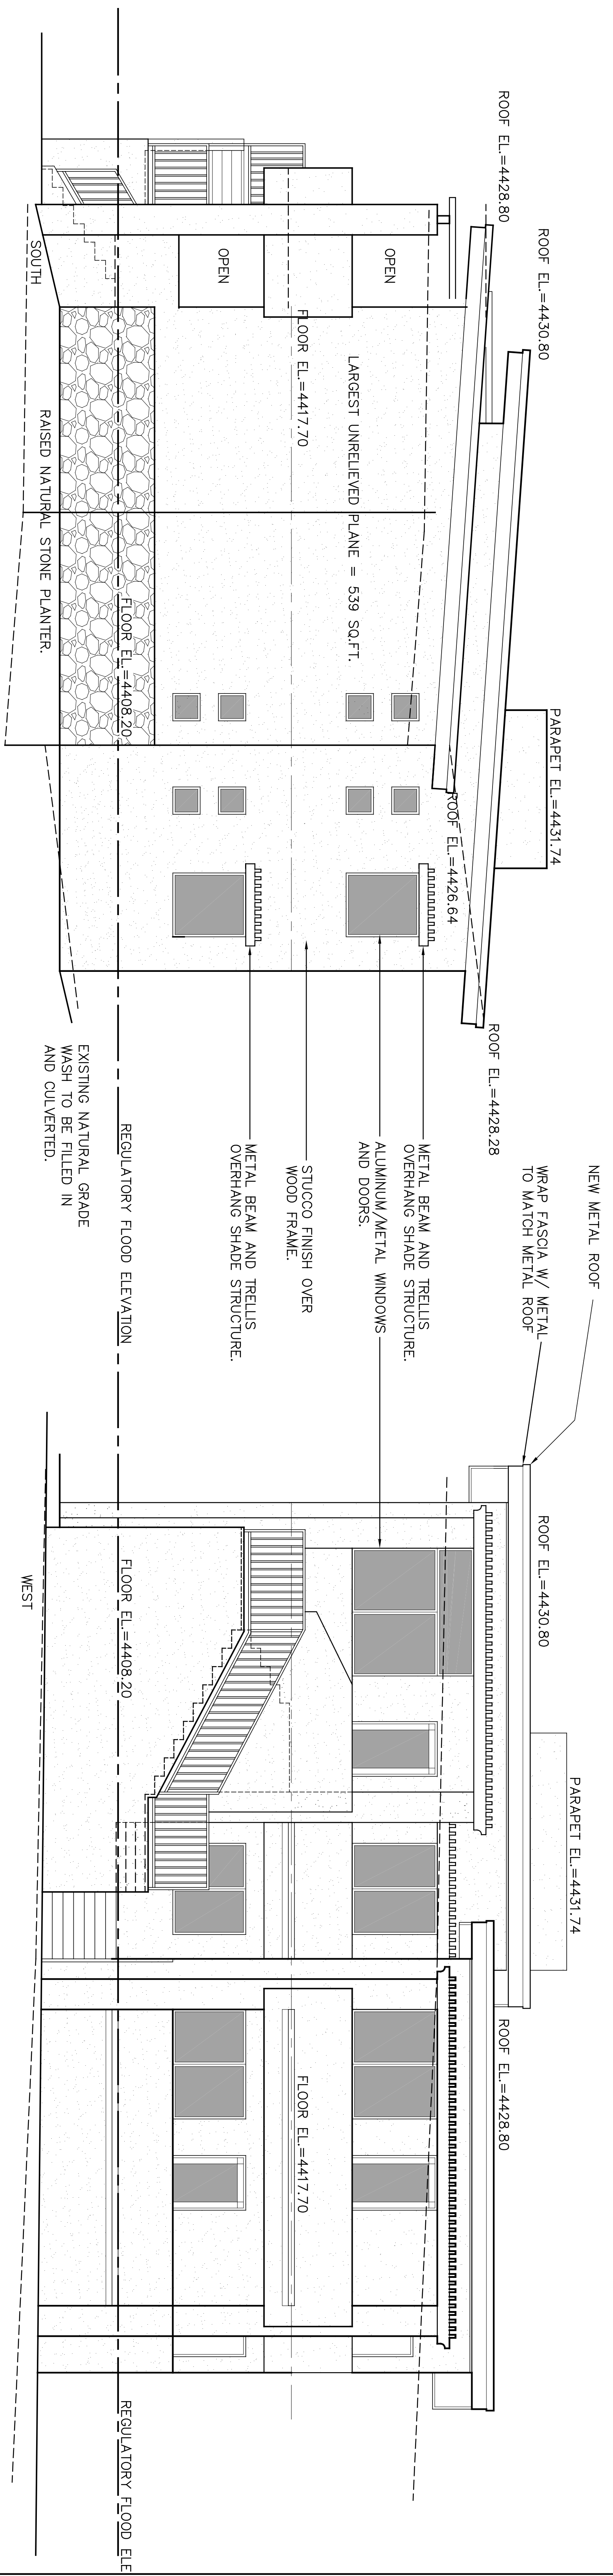 ROOF EL.=4428.80
ROOF EL.=4430.80
PARAPET EL.=4431.74
ROOF EL.=4426.64
ROOF EL.=4428.28
OPEN
OPEN
FLOOR EL.=4417.70
LARGEST UNRELIEVED PLANE = 539 SQ.FT.
FLOOR EL.=4408.20
SOUTH
RAISED NATURAL STONE PLANTER.
NEW METAL ROOF
WRAP FASCIA W/ METAL
TO MATCH METAL ROOF
METAL BEAM AND TRELLIS
OVERHANG SHADE STRUCTURE.
ALUMINUM/METAL WINDOWS
AND DOORS.
STUCCO FINISH OVER
WOOD FRAME.
METAL BEAM AND TRELLIS
OVERHANG SHADE STRUCTURE.
REGULATORY FLOOD ELEVATION
EXISTING NATURAL GRADE
WASH TO BE FILLED IN
AND CULVERTED.
ROOF EL.=4430.80
PARAPET EL.=4431.74
ROOF EL.=4428.80
FLOOR EL.=4417.70
FLOOR EL.=4408.20
REGULATORY FLOOD ELE
WEST